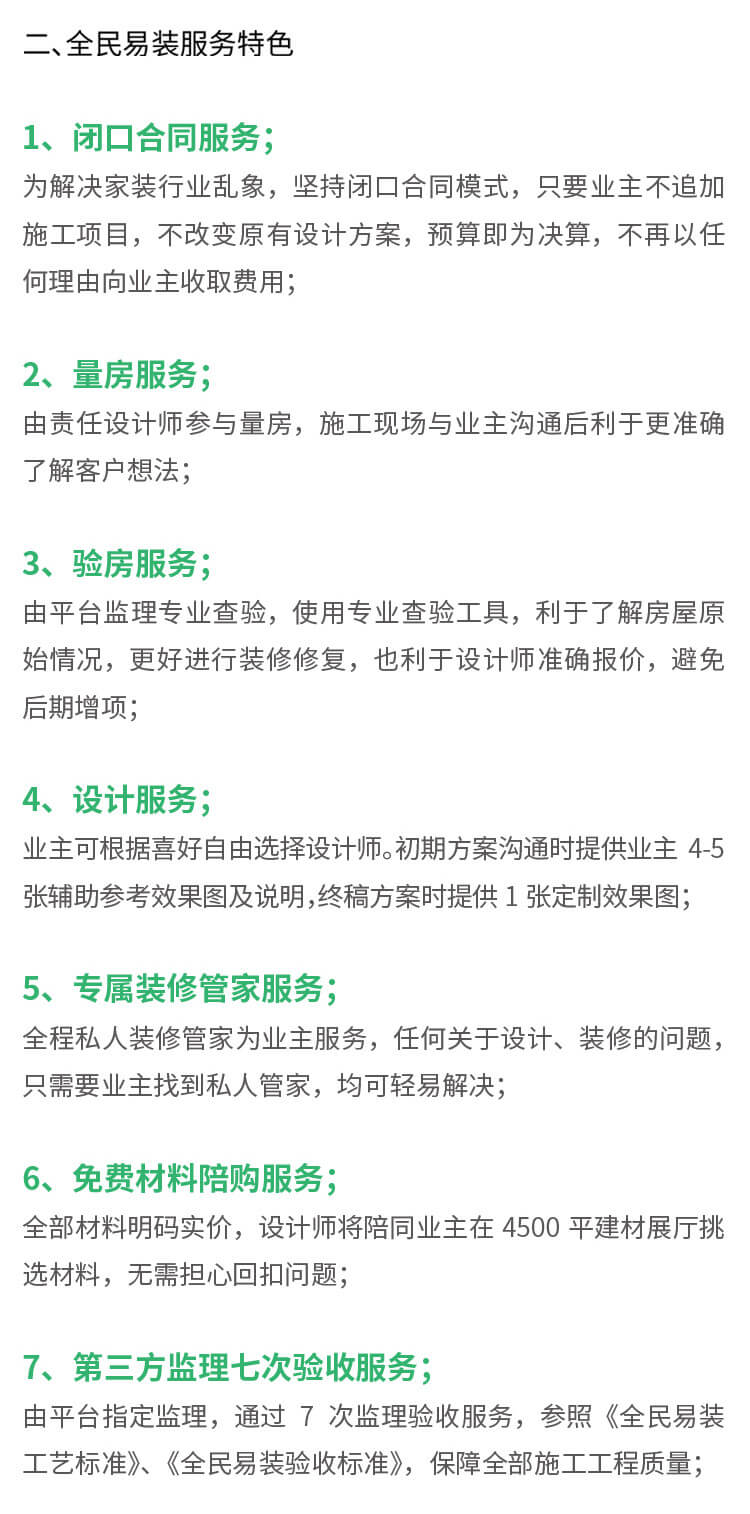 二、全民易装服务特色
1、闭口合同服务；
为解决家装行业乱象，坚持闭口合同模式，只要业主不追加
施工项目，不改变原有设计方案，预算即为决算，不再以任
何理由向业主收取费用；
2、量房服务；
由责任设计师参与量房，施工现场与业主沟通后利于更准确
了解客户想法；
3、验房服务；
由平台监理专业查验，使用专业查验工具，利于了解房屋原
始情况，更好进行装修修复，也利于设计师准确报价，避免
后期增项；
4、设计服务；
业主可根据喜好自由选择设计师。初期方案沟通时提供业主 4-5
张辅助参考效果图及说明，终稿方案时提供 1 张定制效果图；
5、专属装修管家服务；
全程私人装修管家为业主服务，任何关于设计、装修的问题，
只需要业主找到私人管家，均可轻易解决；
6、免费材料陪购服务；
全部材料明码实价，设计师将陪同业主在 4500 平建材展厅挑
选材料，无需担心回扣问题；
7、第三方监理七次验收服务；
由平台指定监理，通过 7 次监理验收服务，参照《全民易装
工艺标准》、《全民易装验收标准》，保障全部施工工程质量；